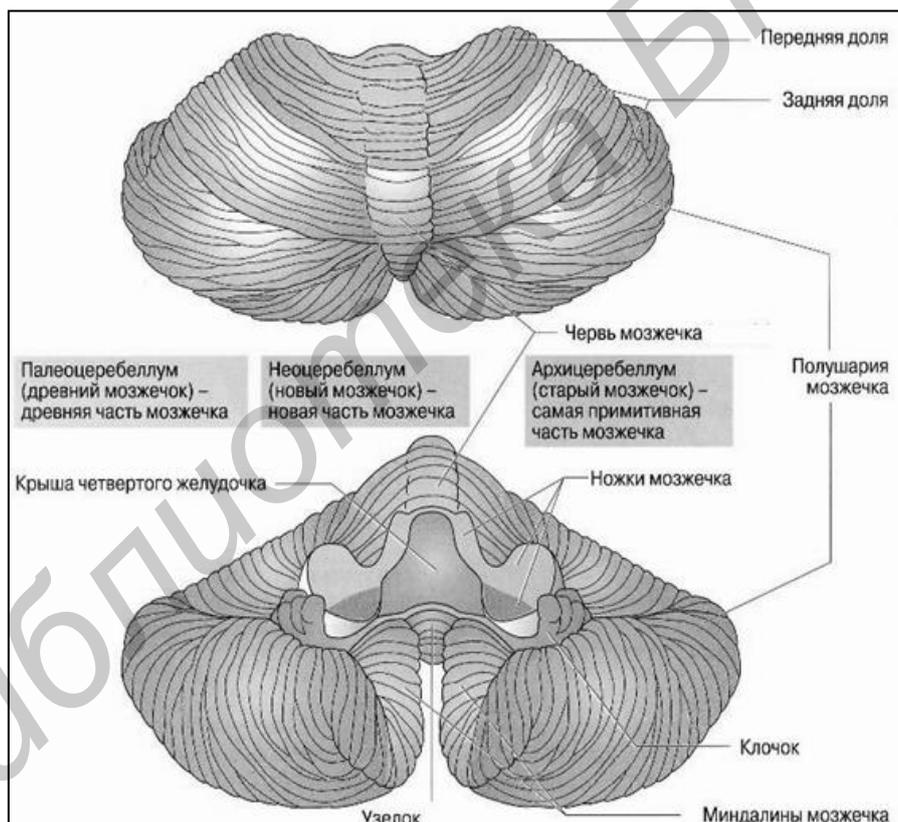 Передняя доля
Задняя доля
Червь мозжечка
Полушария
мозжечка
Палеоцеребеллум
(древний мозжечок) –
древняя часть мозжечка
Неоцеребеллум
(новый мозжечок) –
новая часть мозжечка
Архицеребеллум
(старый мозжечок) –
самая примитивная
часть мозжечка
Крыша четвертого желудочка
Ножки мозжечка
Клочок
Узелок
Миндалины мозжечка